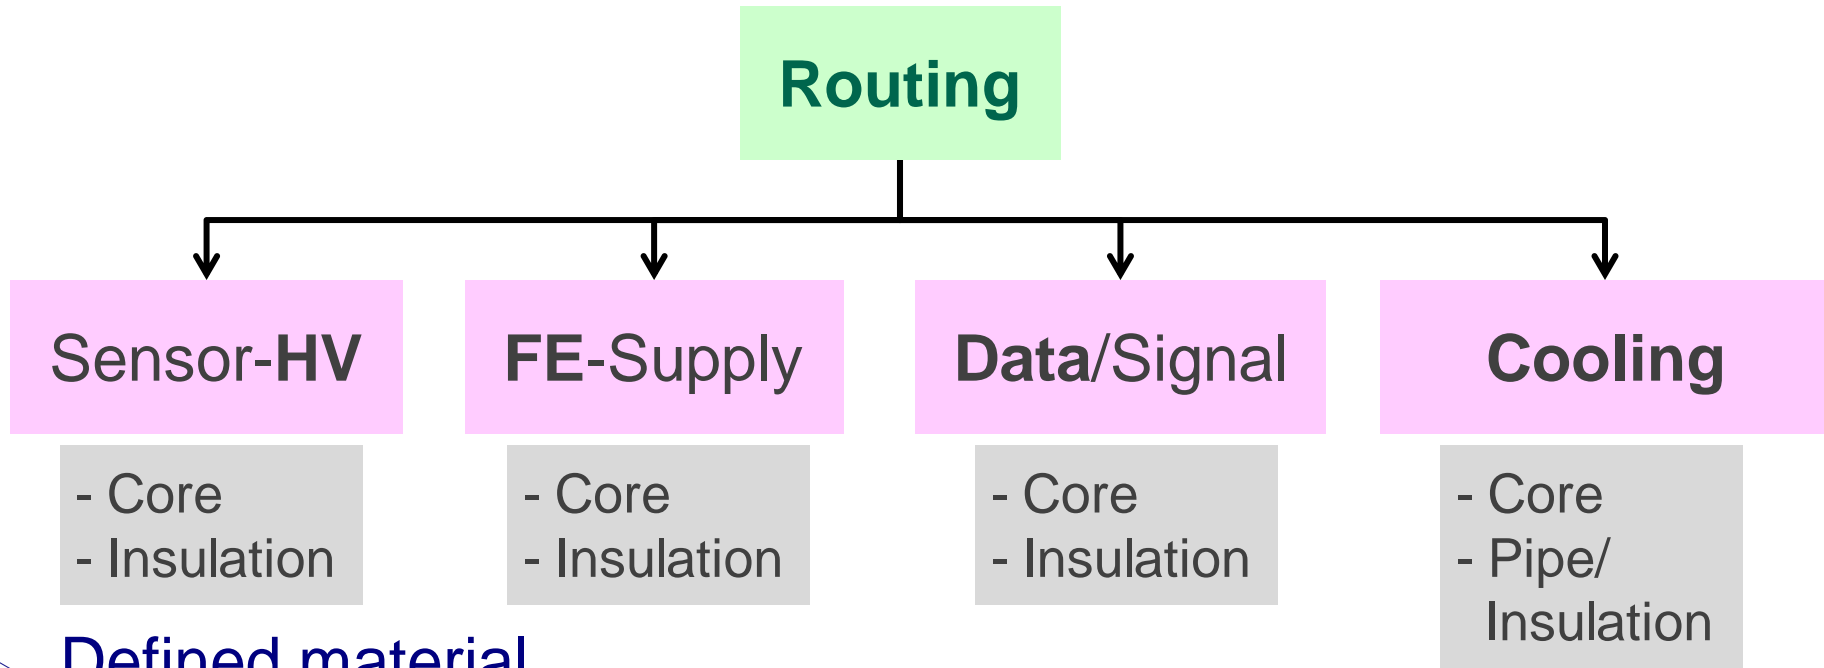 Routing
Sensor-HV
FE-Supply
Data/Signal
Cooling
- Core
- Insulation
- Core
- Insulation
- Core
- Insulation
- Core
- Pipe/
Insulation
Defined material